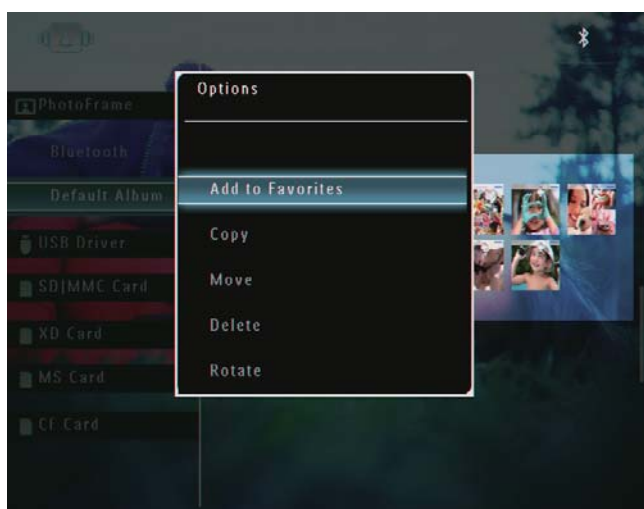 PhotoFrame
Bluetooth
Default Album
USB Driver
SD|MMC Card
XD Card
MS Card
CF Card
Options
Add to Favorites
Copy
Move
Delete
Rotate